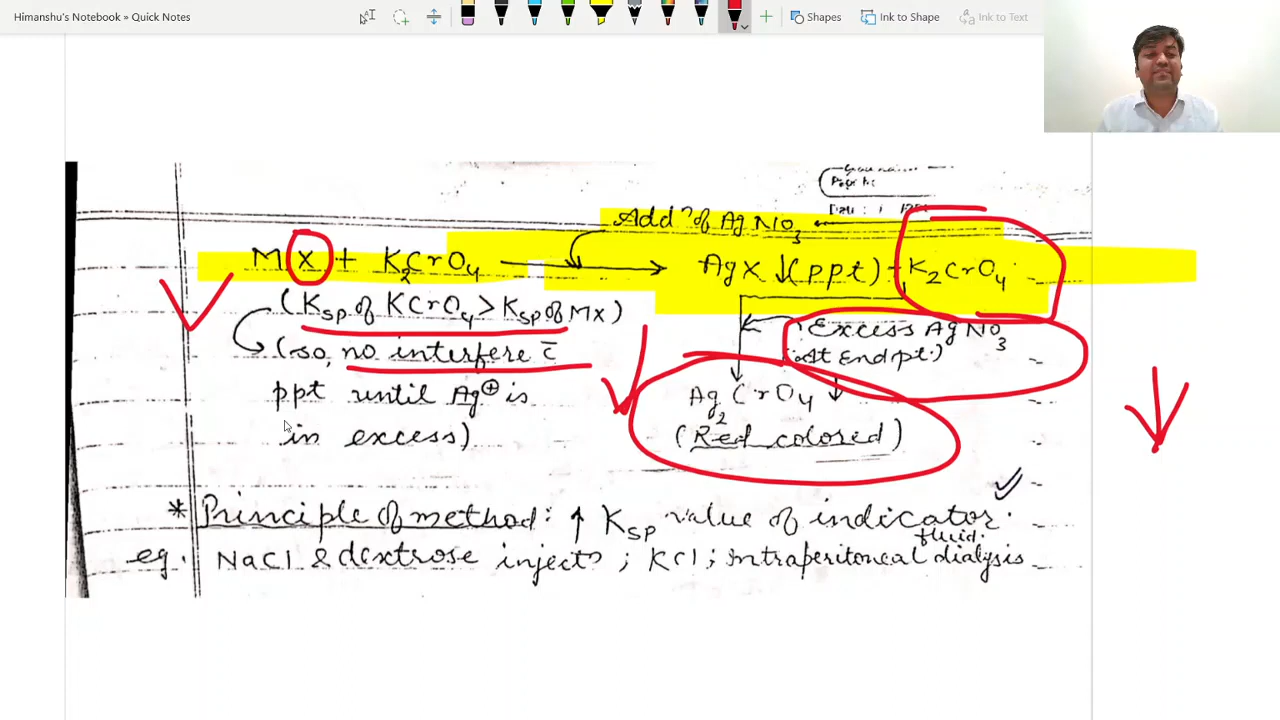 Himanshu's Notebook » Quick Notes
Shapes
Ink to Shape
Ink to Text
Addⁿ of AgNO₃
MX + K₂CrO₄ → AgX ↓(ppt) + K₂CrO₄
(Ksp of KCrO₄ > Ksp of MX)
Excess AgNO₃
(so, no interfere c̄
(at End pt.)
ppt until Ag⊕ is
Ag₂CrO₄ ↓
in excess)
(Red colored)
* Principle of method: ↑ Ksp value of indicator.
fluid.
eg. NaCl & dextrose injectⁿ ; KCl ; intraperitoneal dialysis